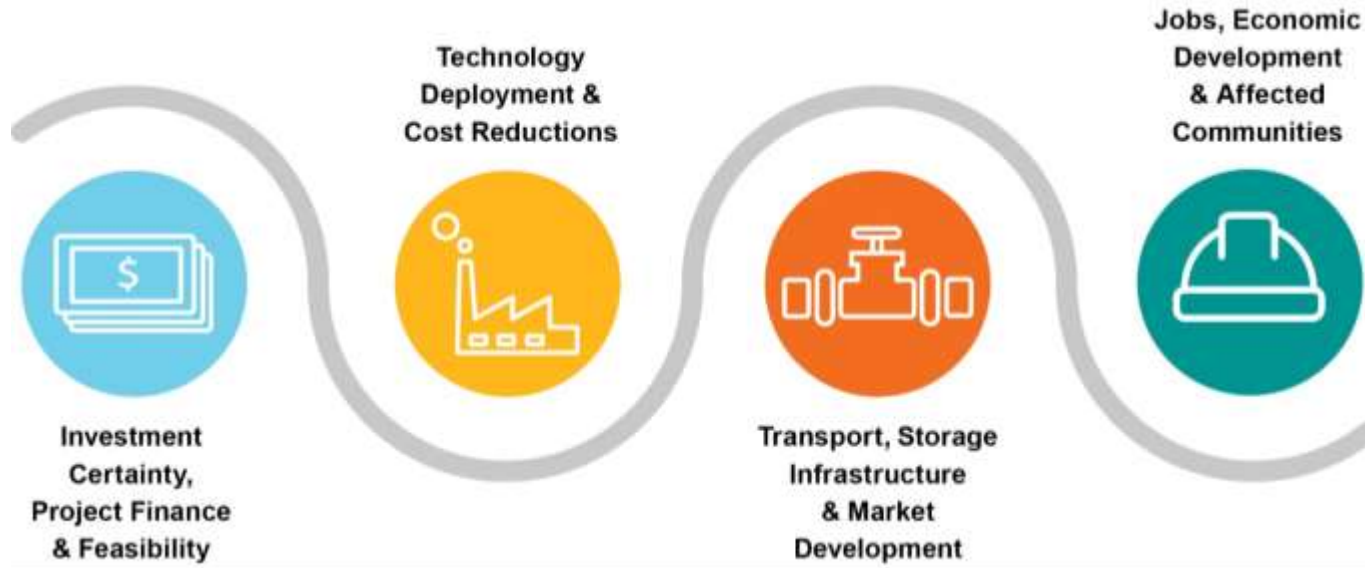 $
Investment
Certainty,
Project Finance
& Feasibility
Technology
Deployment &
Cost Reductions
Transport, Storage
Infrastructure
& Market
Development
Jobs, Economic
Development
& Affected
Communities